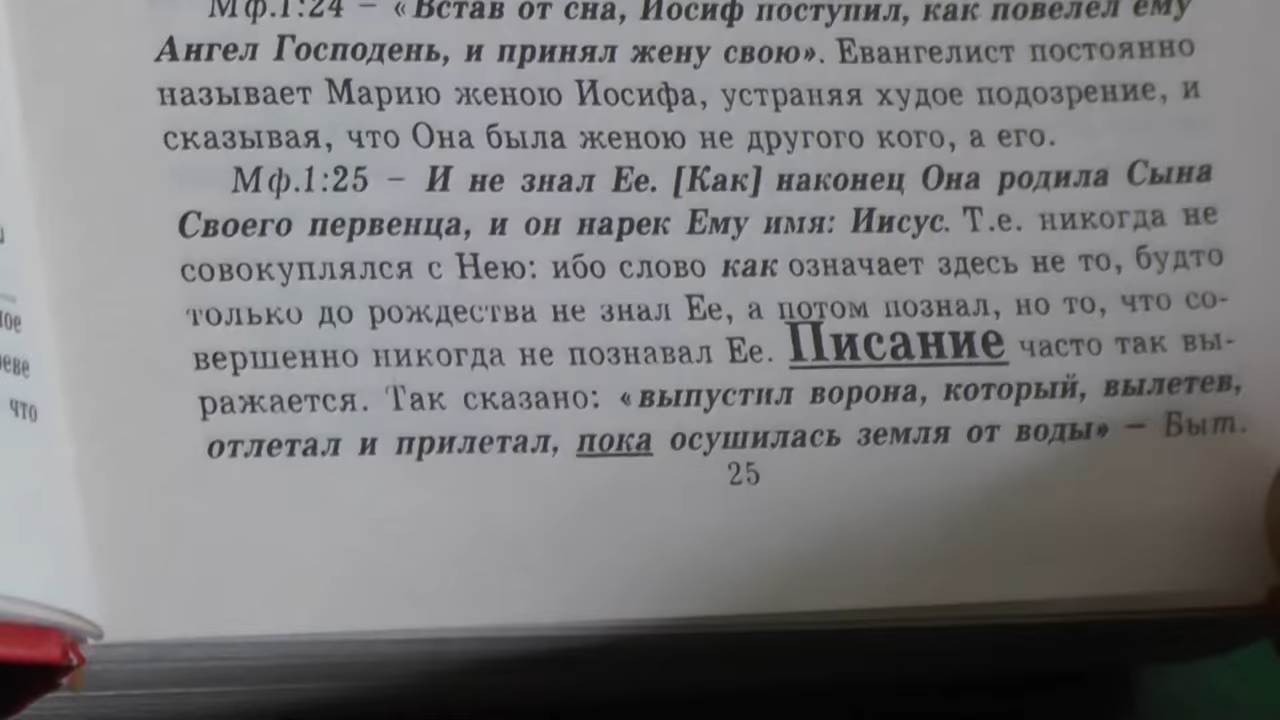 Мф.1:24 – «Встав от сна, Иосиф поступил, как повелел ему
Ангел Господень, и принял жену свою». Евангелист постоянно
называет Марию женою Иосифа, устраняя худое подозрение, и
сказывая, что Она была женою не другого кого, а его.
Мф.1:25 – И не знал Ее. [Как] наконец Она родила Сына
Своего первенца, и он нарек Ему имя: Иисус. Т.е. никогда не
совокуплялся с Нею: ибо слово как означает здесь не то, будто
только до рождества не знал Ее, а потом познал, но то, что со-
вершенно никогда не познавал Ее. Писание часто так вы-
ражается. Так сказано: «выпустил ворона, который, вылетев,
отлетал и прилетал, пока осушилась земля от воды» – Быт.
25
что